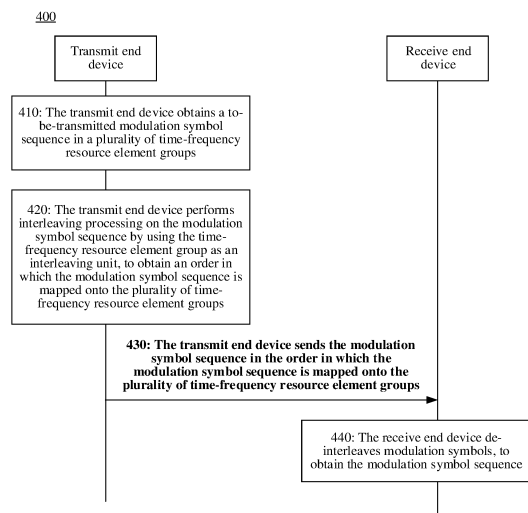 400
Transmit end
device
Receive end
device
410: The transmit end device obtains a to-
be-transmitted modulation symbol
sequence in a plurality of time-frequency
resource element groups
420: The transmit end device performs
interleaving processing on the modulation
symbol sequence by using the time-
frequency resource element group as an
interleaving unit, to obtain an order in
which the modulation symbol sequence is
mapped onto the plurality of time-
frequency resource element groups
430: The transmit end device sends the modulation
symbol sequence in the order in which the
modulation symbol sequence is mapped onto the
plurality of time-frequency resource element groups
440: The receive end device de-
interleaves modulation symbols, to
obtain the modulation symbol sequence